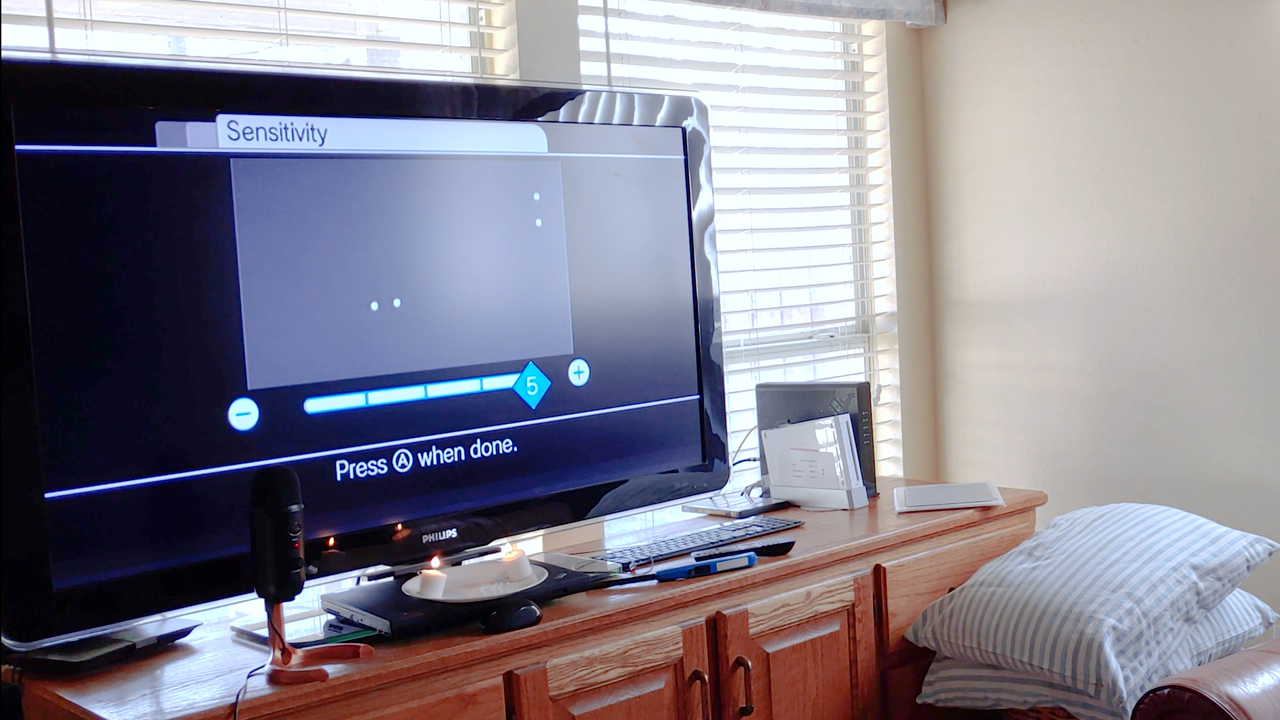 Sensitivity
−
5
+
Press Ⓐ when done.
PHILIPS